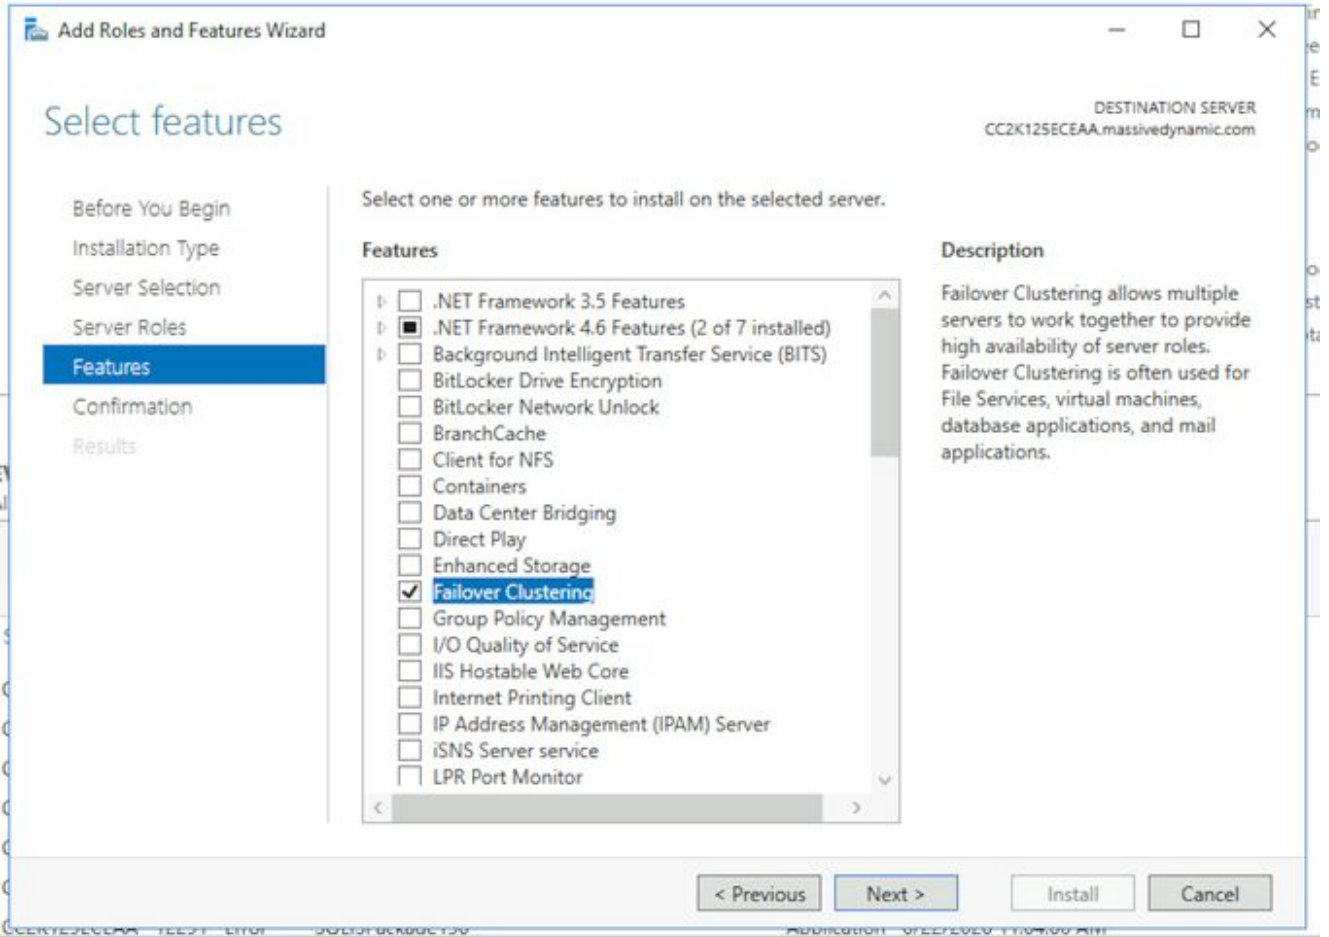 Add Roles and Features Wizard
Select features
DESTINATION SERVER
CC2K125ECEAA.massivedynamic.com
Before You Begin
Installation Type
Server Selection
Server Roles
Features
Confirmation
Results
Select one or more features to install on the selected server.
Features
.NET Framework 3.5 Features
.NET Framework 4.6 Features (2 of 7 installed)
Background Intelligent Transfer Service (BITS)
BitLocker Drive Encryption
BitLocker Network Unlock
BranchCache
Client for NFS
Containers
Data Center Bridging
Direct Play
Enhanced Storage
Failover Clustering
Group Policy Management
I/O Quality of Service
IIS Hostable Web Core
Internet Printing Client
IP Address Management (IPAM) Server
iSNS Server service
LPR Port Monitor
Description
Failover Clustering allows multiple
servers to work together to provide
high availability of server roles.
Failover Clustering is often used for
File Services, virtual machines,
database applications, and mail
applications.
< Previous
Next >
Install
Cancel